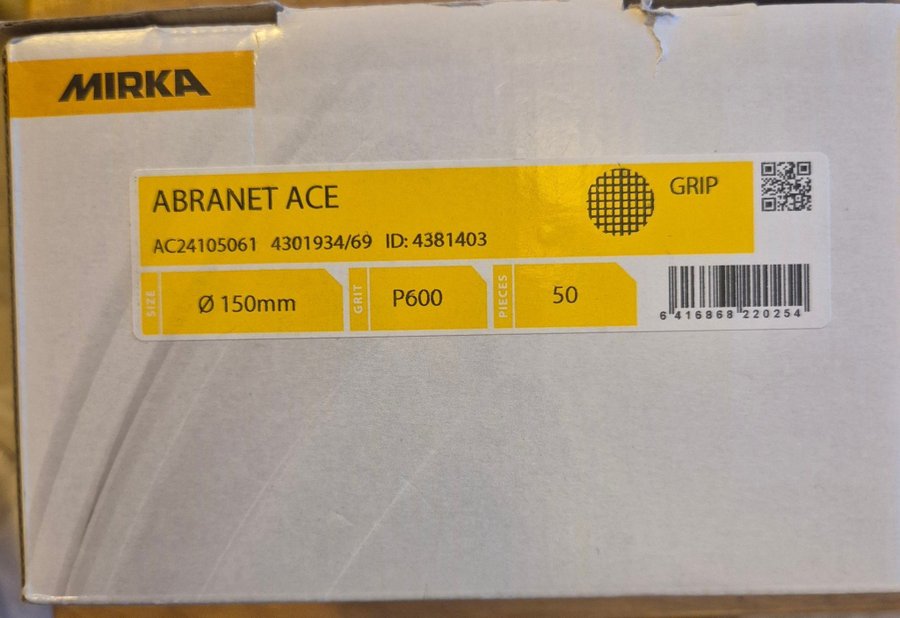 MIRKA
ABRANET ACE
GRIP
AC24105061 4301934/69 ID: 4381403
SIZE
Ø 150mm
GRIT
P600
PIECES
50
6 416868 220254